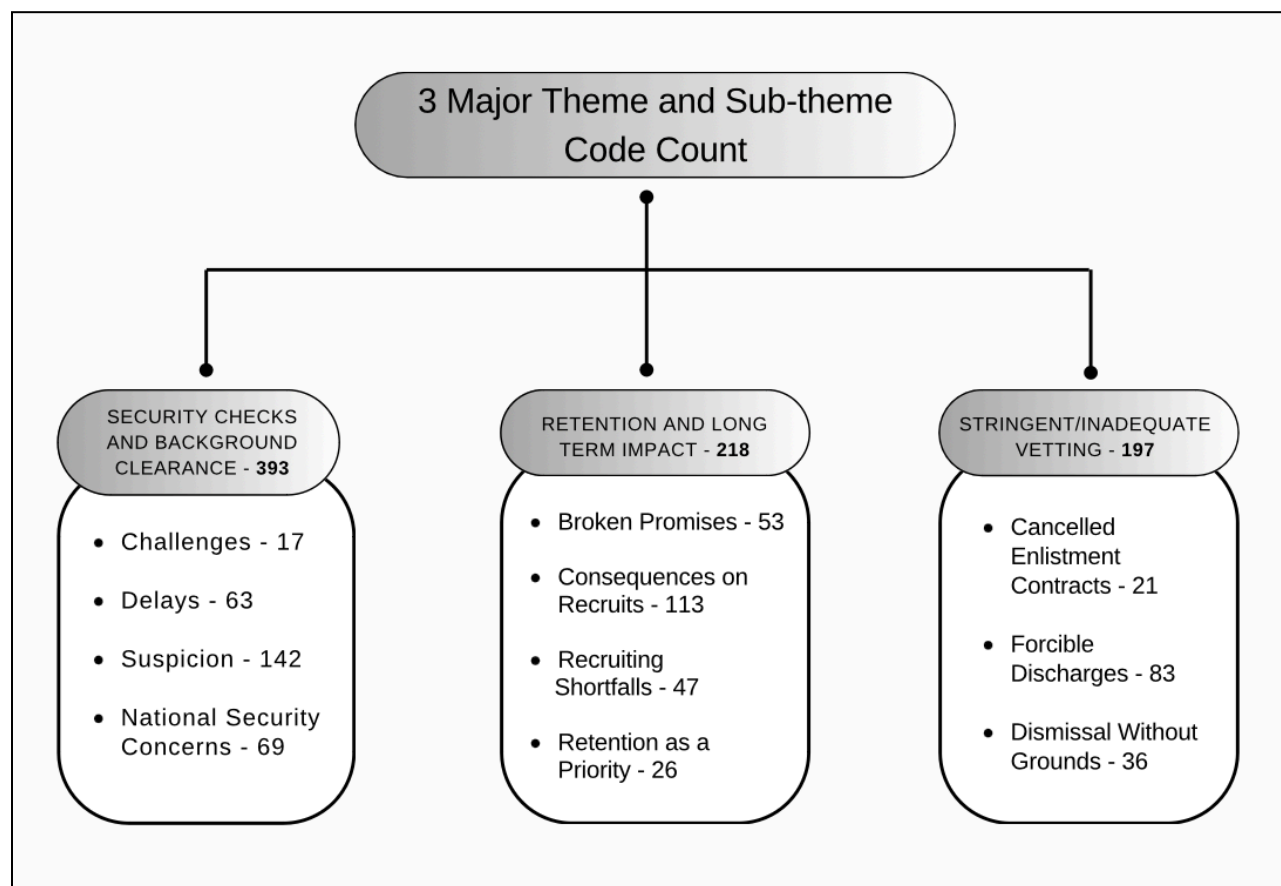 3 Major Theme and Sub-theme
Code Count
SECURITY CHECKS
AND BACKGROUND
CLEARANCE - 393
• Challenges - 17
• Delays - 63
• Suspicion - 142
• National Security
Concerns - 69
RETENTION AND LONG
TERM IMPACT - 218
• Broken Promises - 53
• Consequences on
Recruits - 113
• Recruiting
Shortfalls - 47
• Retention as a
Priority - 26
STRINGENT/INADEQUATE
VETTING - 197
• Cancelled
Enlistment
Contracts - 21
• Forcible
Discharges - 83
• Dismissal Without
Grounds - 36